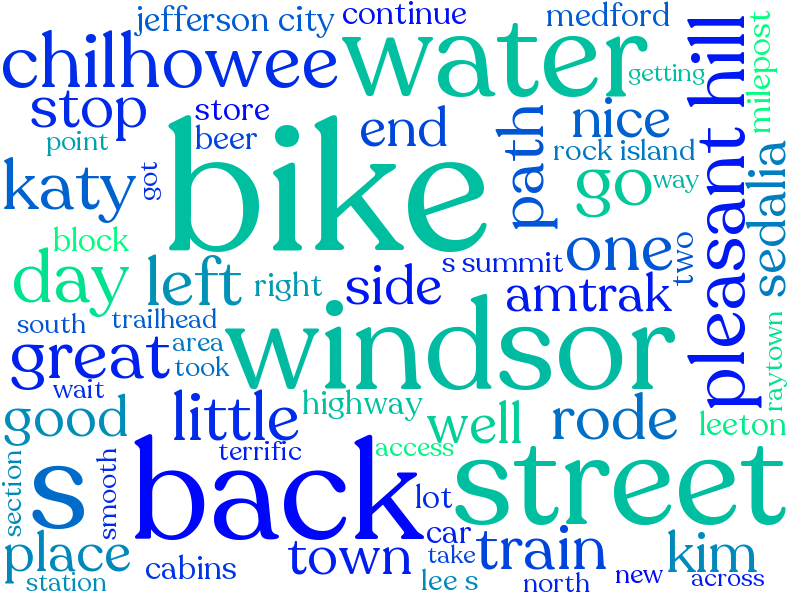 jefferson city
continue
medford
chilhowee
water
getting
pleasant hill
milepost
stop
store
beer
end
path
nice
point
rock island
katy
got
bike
go
way
sedalia
block
day
left
right
side
s summit
one
two
amtrak
south
trailhead
area
windsor
great
took
raytown
wait
good
little
highway
well
rode
leeton
terrific
access
section
s
smooth
back
lot
street
place
station
cabins
town
car
take
train
kim
lee s
north
new
across